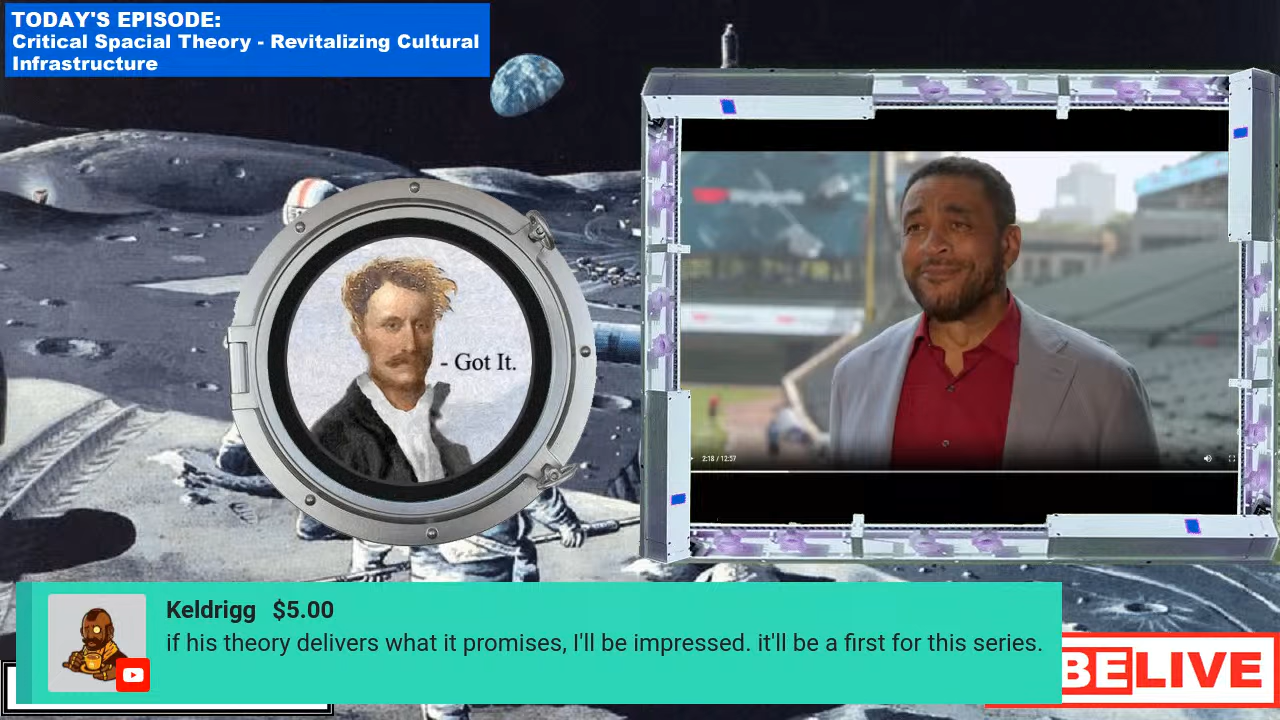 TODAY'S EPISODE:
Critical Spacial Theory - Revitalizing Cultural
Infrastructure
- Got It.
2:18 / 12:57
Keldrigg $5.00
if his theory delivers what it promises, I'll be impressed. it'll be a first for this series.
BELIVE